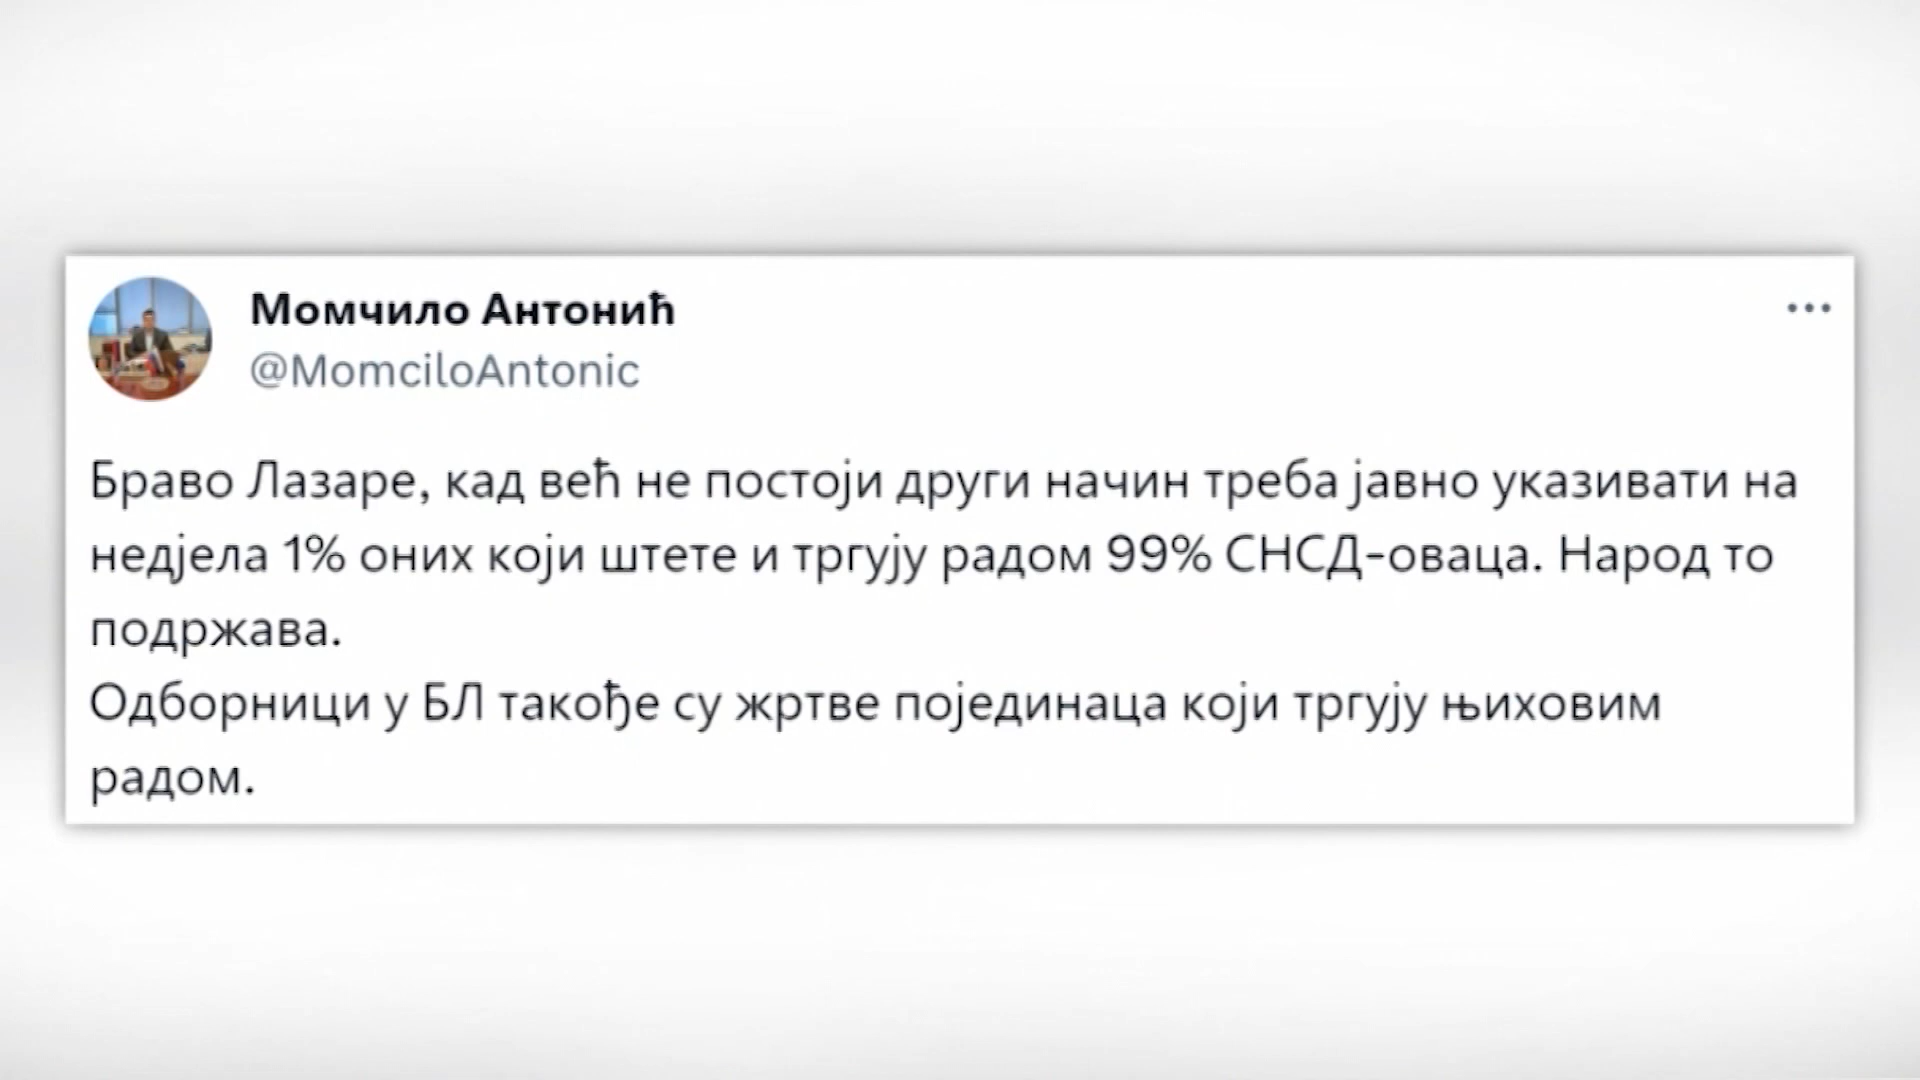 Момчило Антонић
@MomciloAntonic
Браво Лазаре, кад већ не постоји други начин треба јавно указивати на
недјела 1% оних који штете и тргују радом 99% СНСД-оваца. Народ то
подржава.
Одборници у БЛ такође су жртве појединаца који тргују њиховим
радом.